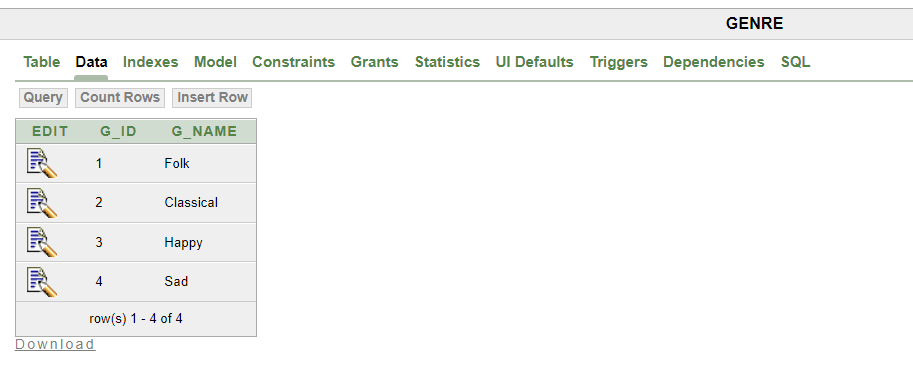 GENRE
Table Data Indexes Model Constraints Grants Statistics UI Defaults Triggers Dependencies SQL
Query Count Rows Insert Row
EDIT G_ID G_NAME
1 Folk
2 Classical
3 Happy
4 Sad
row(s) 1 - 4 of 4
Download